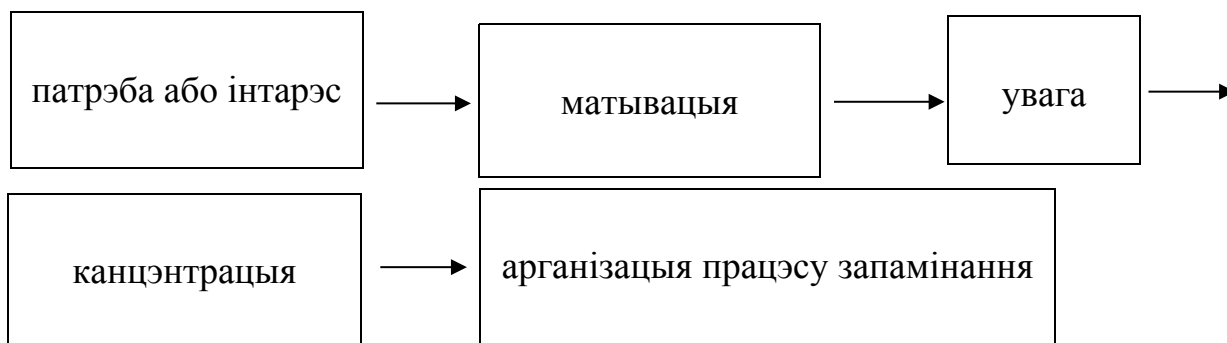 патрэба або інтарэс
матывацыя
увага
канцэнтрацыя
арганізацыя працэсу запамінання